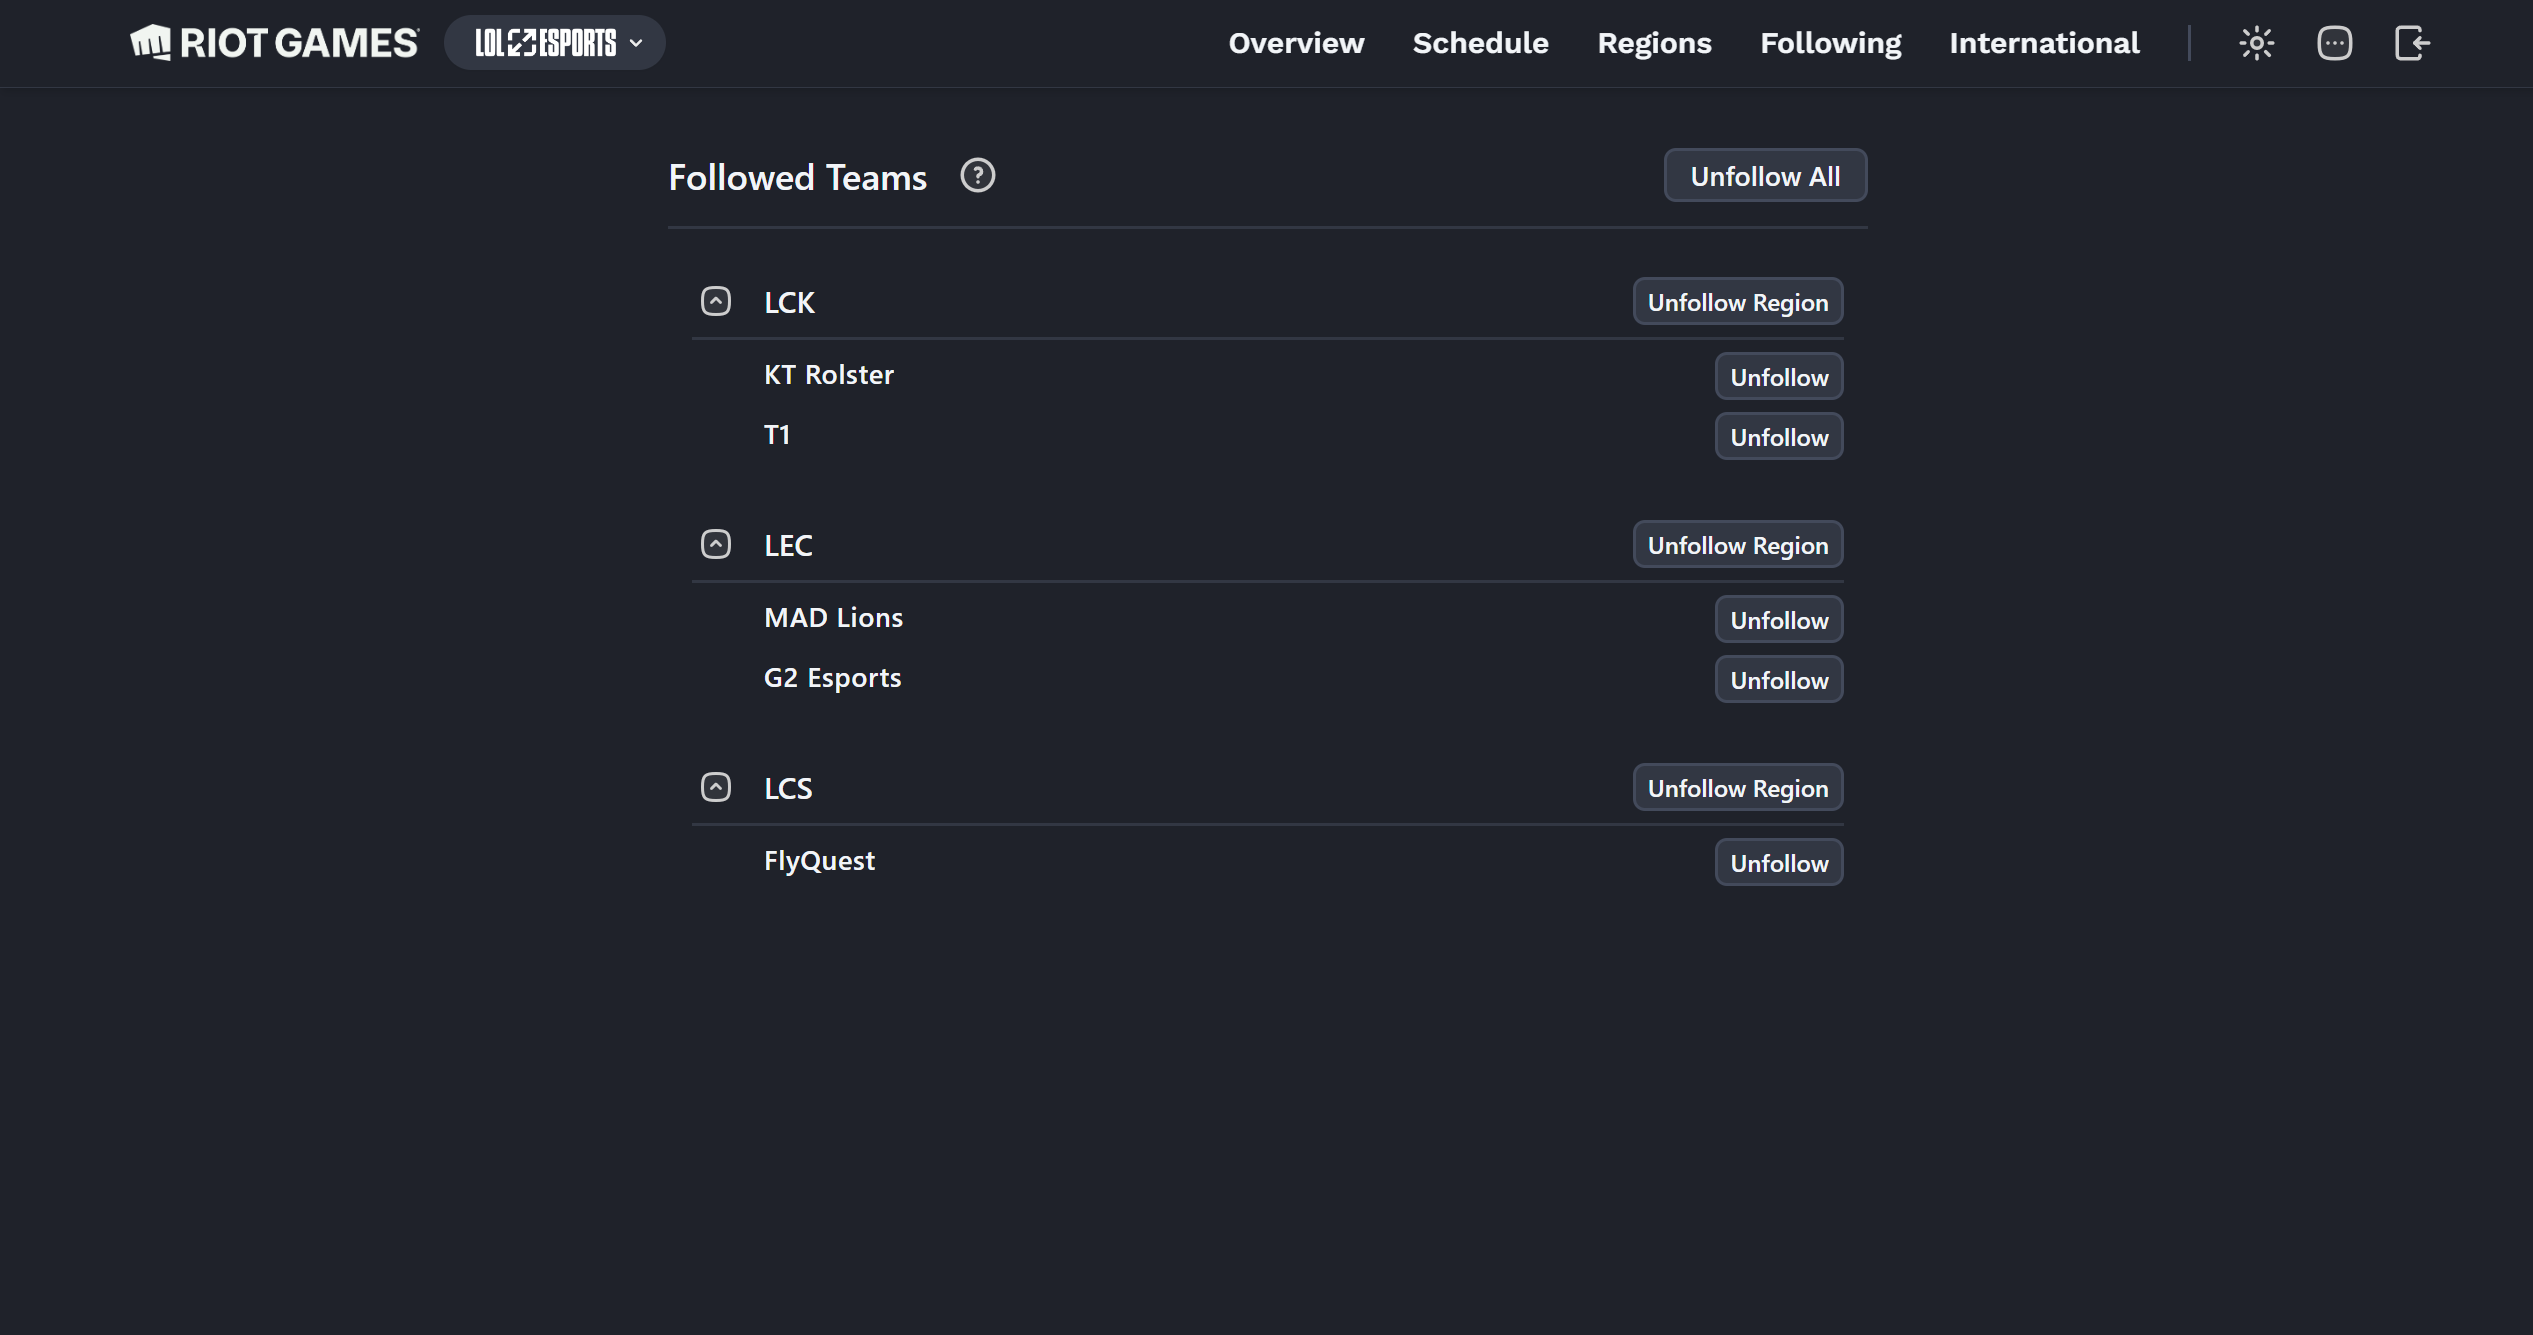 RIOT GAMES
LOL ESPORTS
Overview
Schedule
Regions
Following
International
Followed Teams
?
Unfollow All
LCK
Unfollow Region
KT Rolster
Unfollow
T1
Unfollow
LEC
Unfollow Region
MAD Lions
Unfollow
G2 Esports
Unfollow
LCS
Unfollow Region
FlyQuest
Unfollow